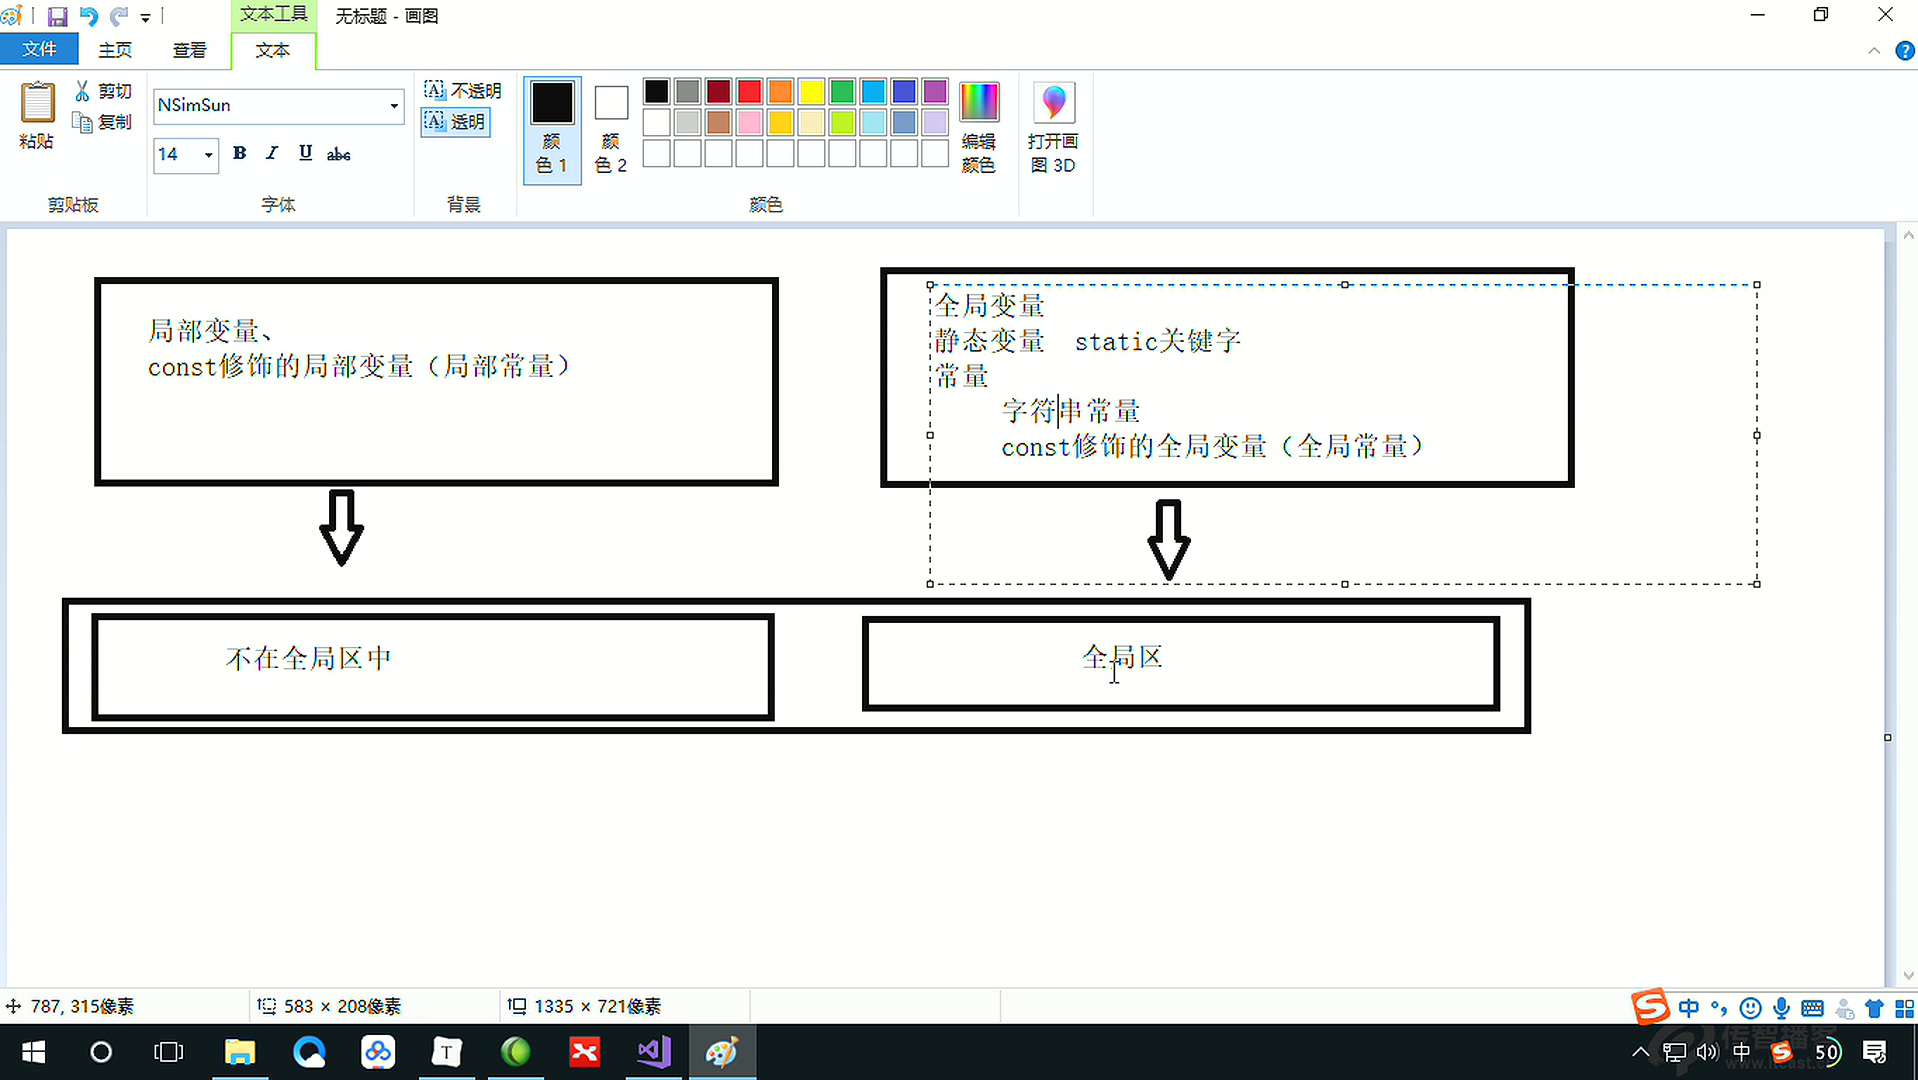 文本工具
无标题 - 画图
文件
主页
查看
文本
粘贴
剪切
复制
剪贴板
NSimSun
14
B I U abc
字体
不透明
透明
背景
颜
色 1
颜
色 2
颜色
编辑
颜色
打开画
图 3D
局部变量、
const修饰的局部变量（局部常量）
全局变量
静态变量 static关键字
常量
字符串常量
const修饰的全局变量（全局常量）
不在全局区中
全局区
787, 315像素
583 × 208像素
1335 × 721像素
中
中
50
传智播客